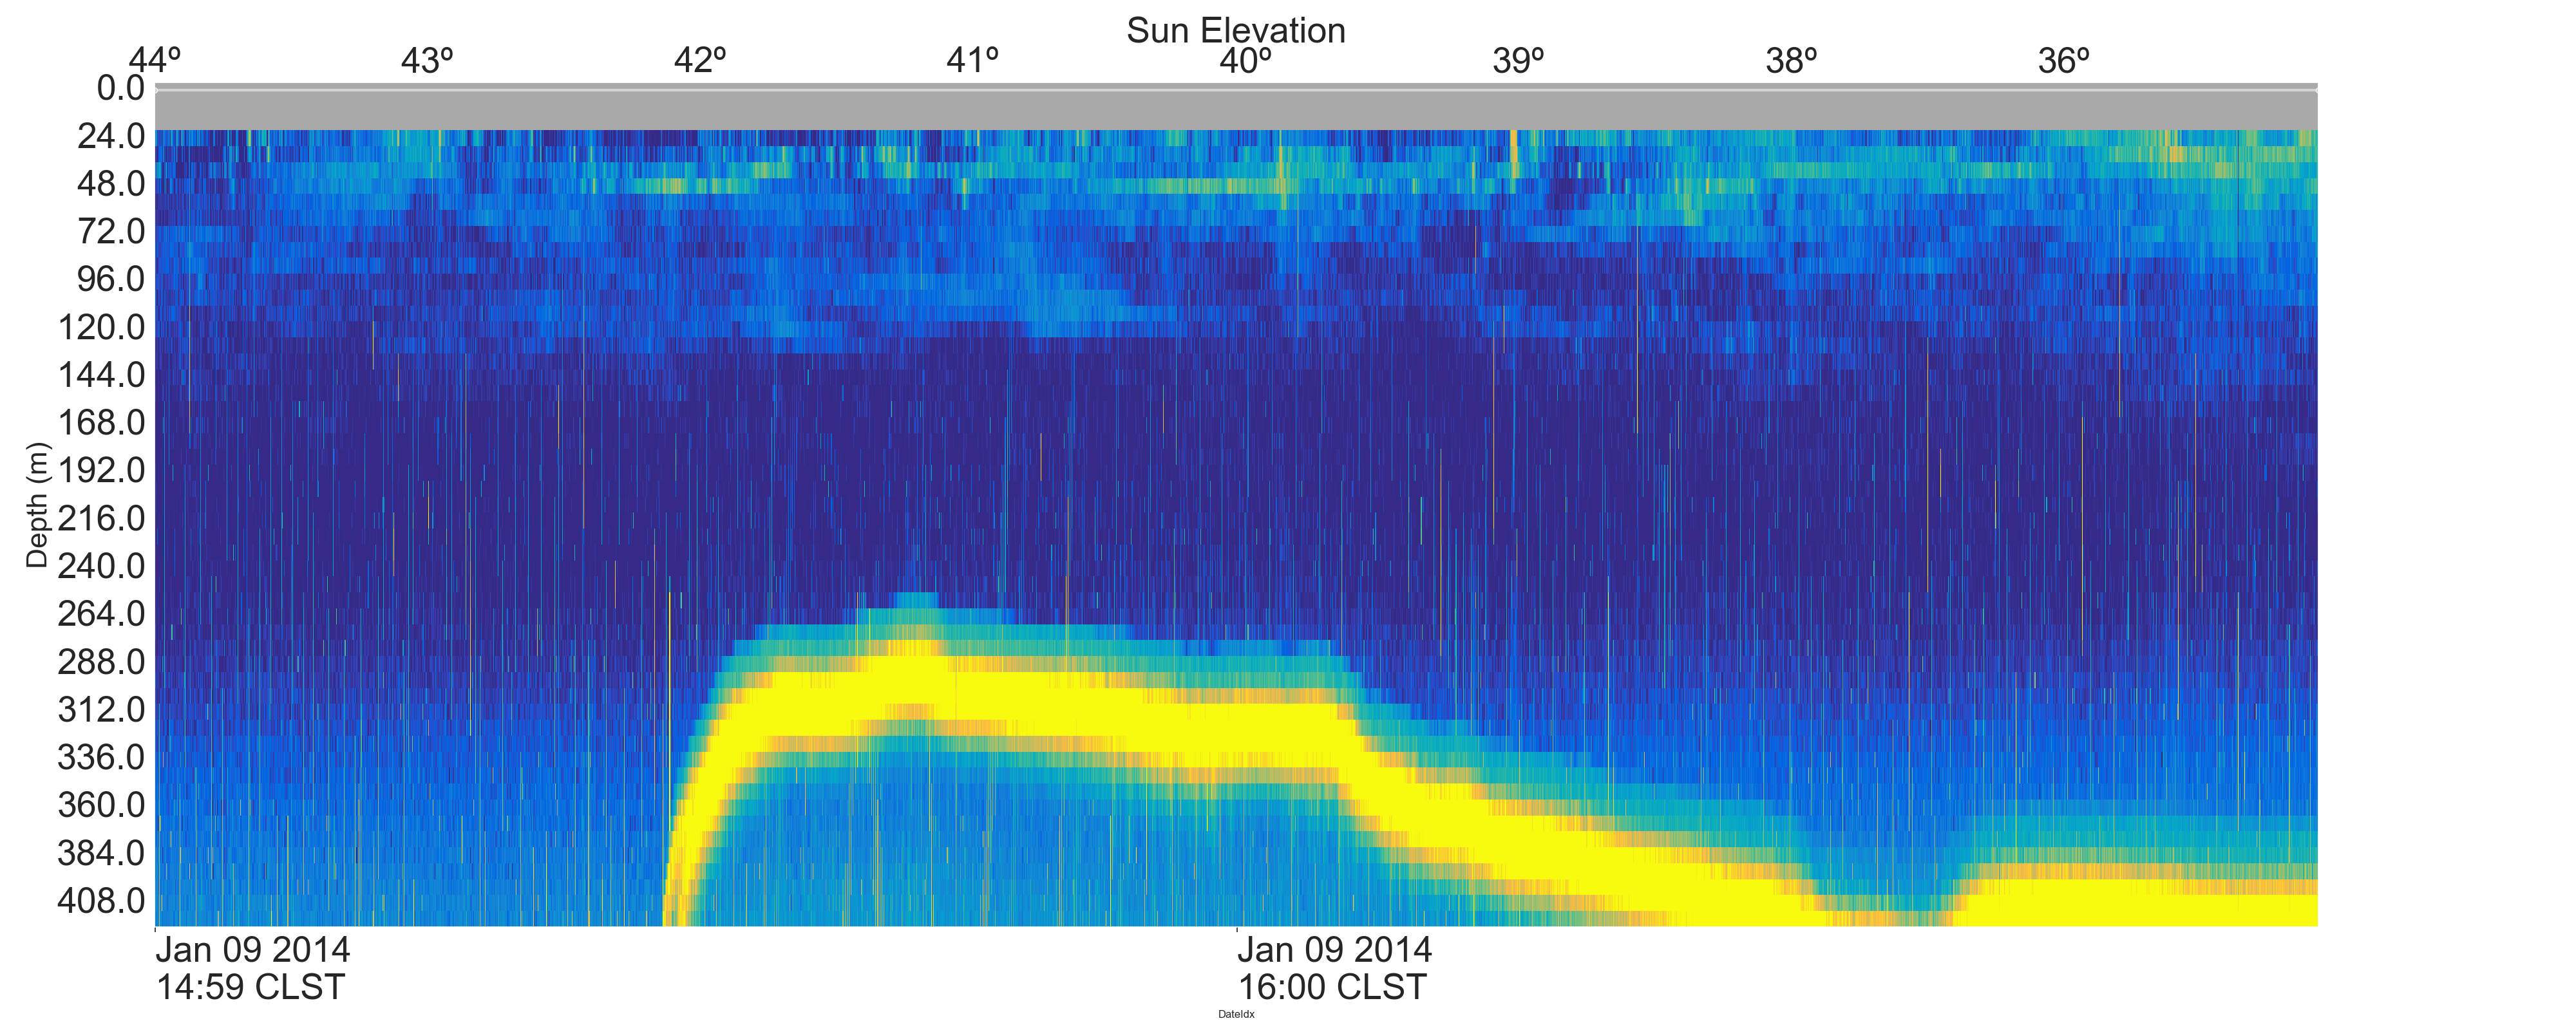 Sun Elevation
44º 43º 42º 41º 40º 39º 38º 36º
0.0
24.0
48.0
72.0
96.0
120.0
144.0
168.0
192.0
216.0
240.0
264.0
288.0
312.0
336.0
360.0
384.0
408.0
Depth (m)
Jan 09 2014
14:59 CLST
Jan 09 2014
16:00 CLST
DateIdx